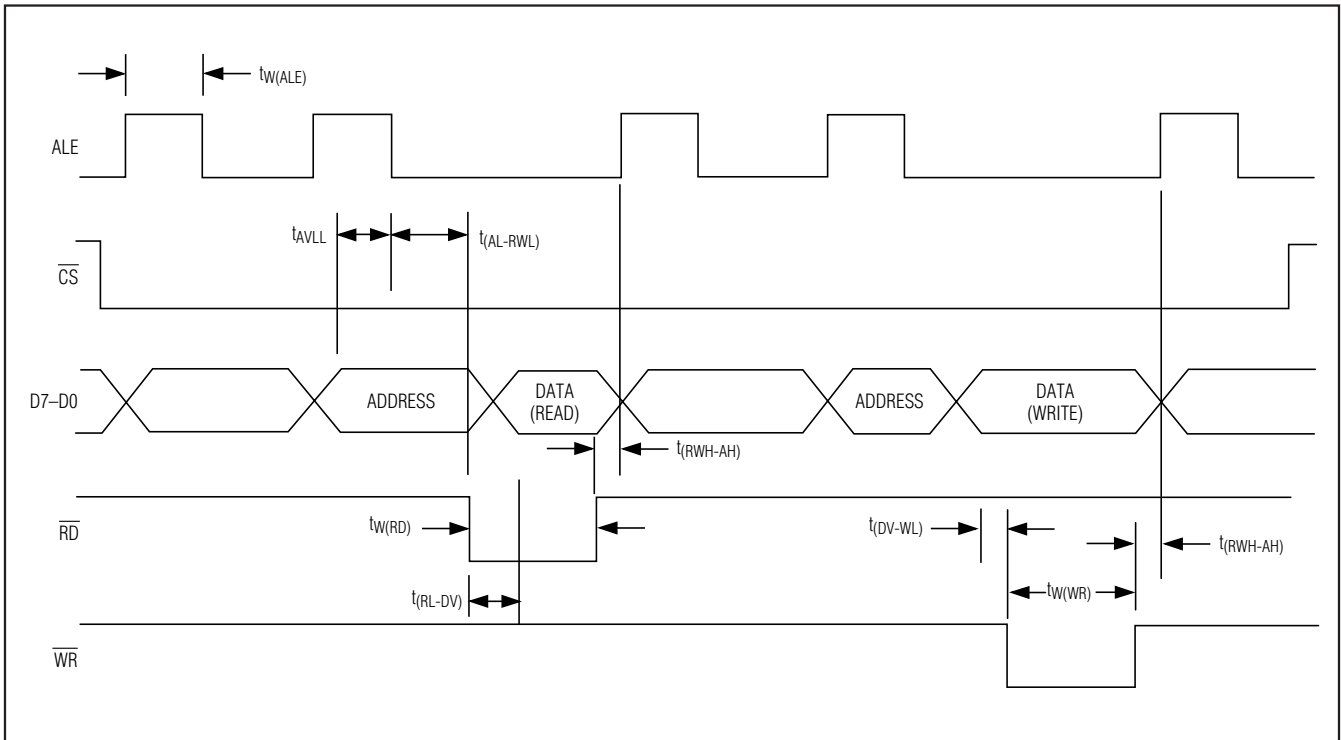 tW(ALE)
ALE
tAVLL
t(AL-RWL)
CS
D7–D0
ADDRESS
DATA
(READ)
ADDRESS
DATA
(WRITE)
t(RWH-AH)
RD
tW(RD)
t(DV-WL)
t(RWH-AH)
tW(WR)
t(RL-DV)
WR